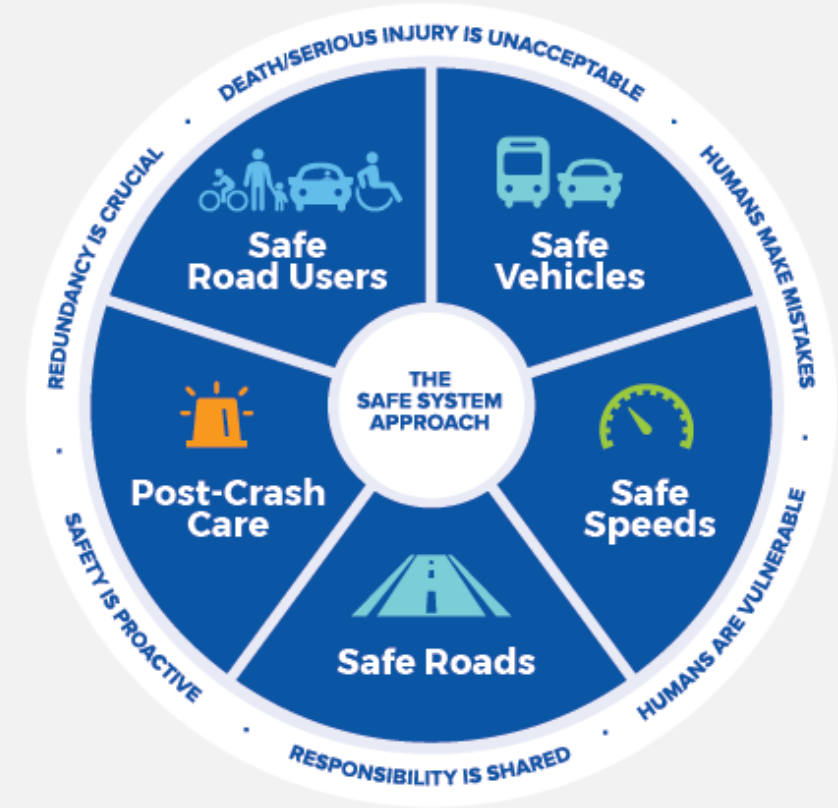 DEATH/SERIOUS INJURY IS UNACCEPTABLE
HUMANS MAKE MISTAKES
HUMANS ARE VULNERABLE
RESPONSIBILITY IS SHARED
SAFETY IS PROACTIVE
REDUNDANCY IS CRUCIAL
Safe
Road Users
Safe
Vehicles
THE
SAFE SYSTEM
APPROACH
Post-Crash
Care
Safe
Speeds
Safe Roads